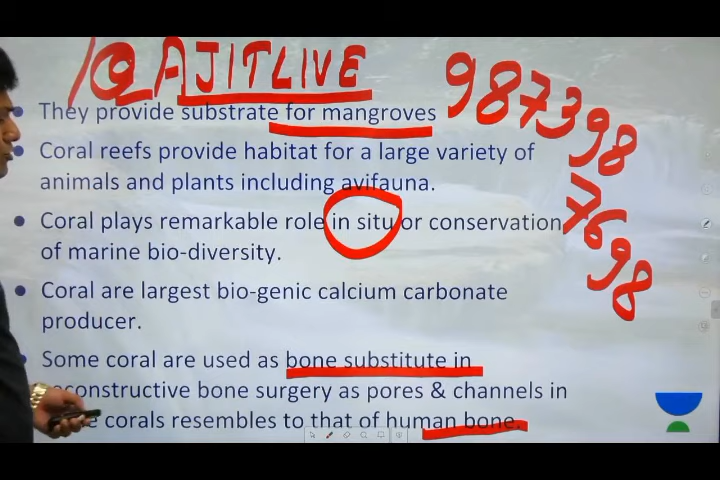 @AJITLIVE
987398
7698
• They provide substrate for mangroves
• Coral reefs provide habitat for a large variety of
animals and plants including avifauna.
• Coral plays remarkable role in situ or conservation
of marine bio-diversity.
• Coral are largest bio-genic calcium carbonate
producer.
• Some coral are used as bone substitute in
econstructive bone surgery as pores & channels in
e corals resembles to that of human bone.